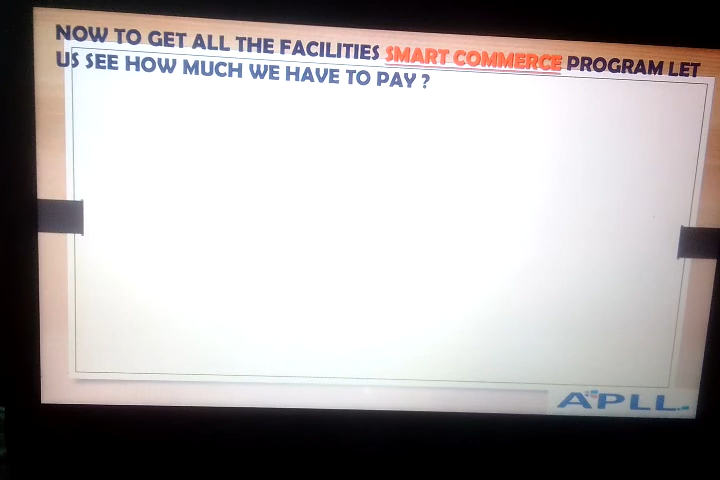 NOW TO GET ALL THE FACILITIES SMART COMMERCE PROGRAM LET
US SEE HOW MUCH WE HAVE TO PAY ?
APLL